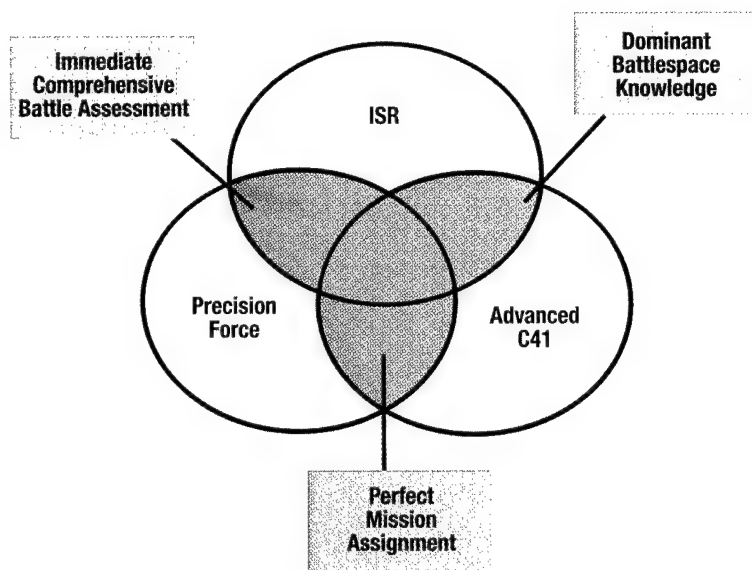 Immediate
Comprehensive
Battle Assessment
Dominant
Battlespace
Knowledge
ISR
Precision
Force
Advanced
C41
Perfect
Mission
Assignment